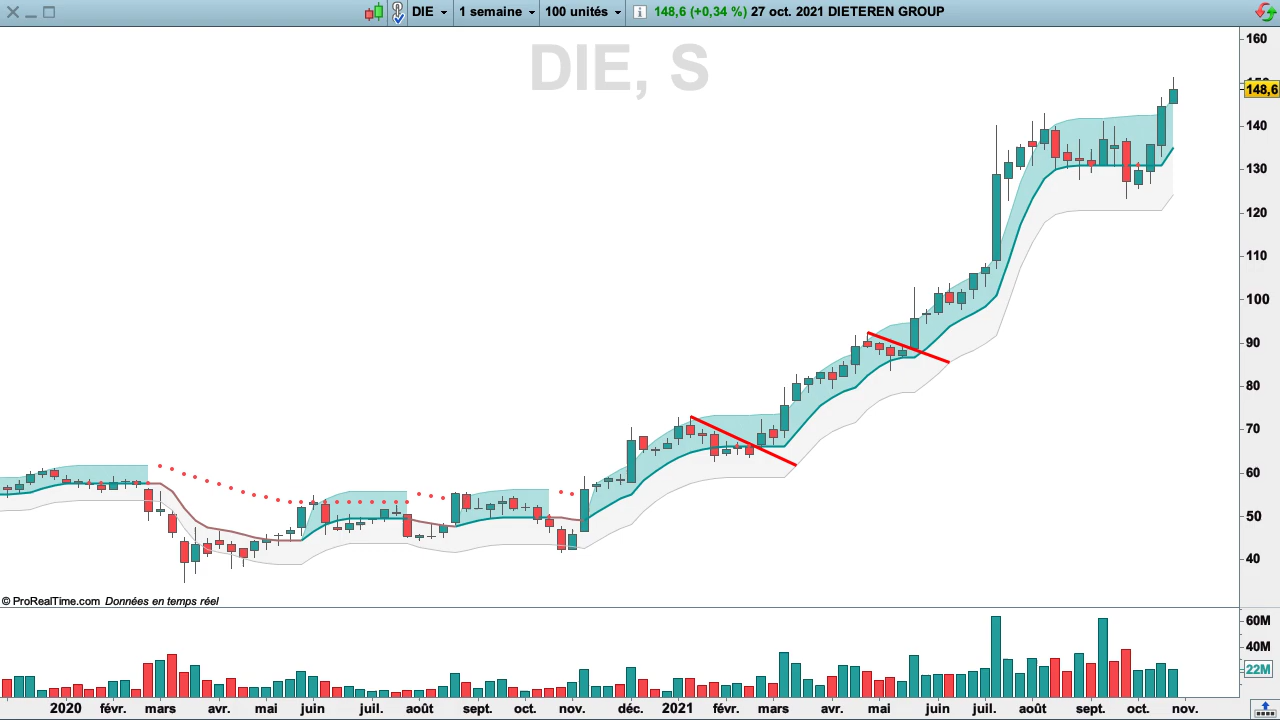 DIE 1 semaine 100 unités 148,6 (+0,34 %) 27 oct. 2021 DIETEREN GROUP
DIE, S
160
148,6
140
130
120
110
100
90
80
70
60
50
40
© ProRealTime.com Données en temps réel
60M
40M
22M
2020 févr. mars avr. mai juin juil. août sept. oct. nov. déc. 2021 févr. mars avr. mai juin juil. août sept. oct. nov.